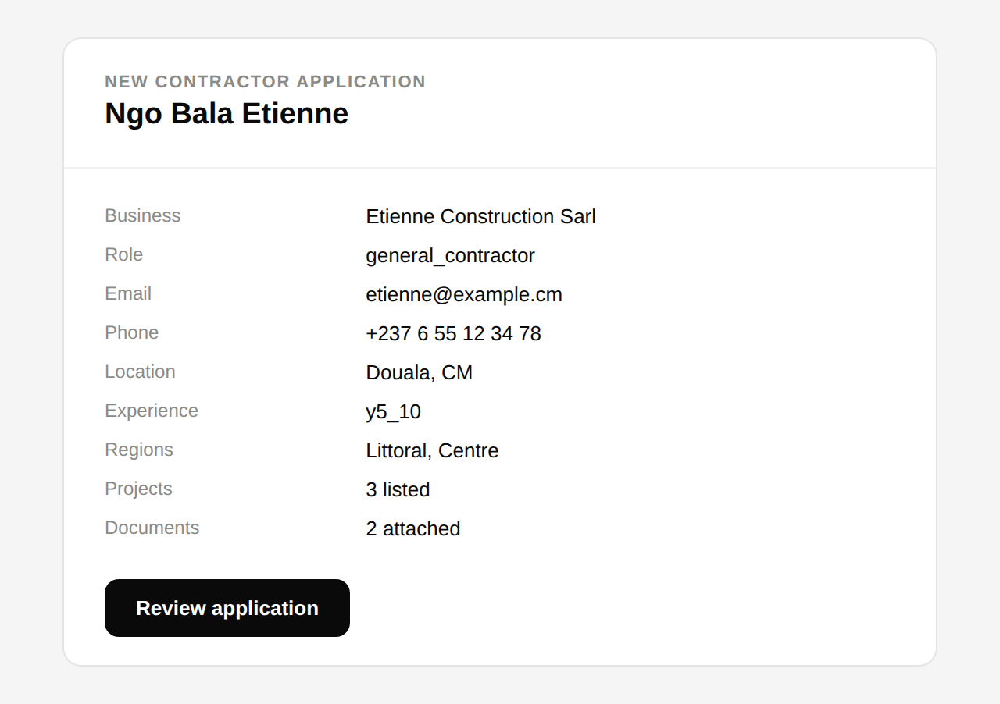 NEW CONTRACTOR APPLICATION
Ngo Bala Etienne
Business Etienne Construction Sarl
Role general_contractor
Email etienne@example.cm
Phone +237 6 55 12 34 78
Location Douala, CM
Experience y5_10
Regions Littoral, Centre
Projects 3 listed
Documents 2 attached
Review application